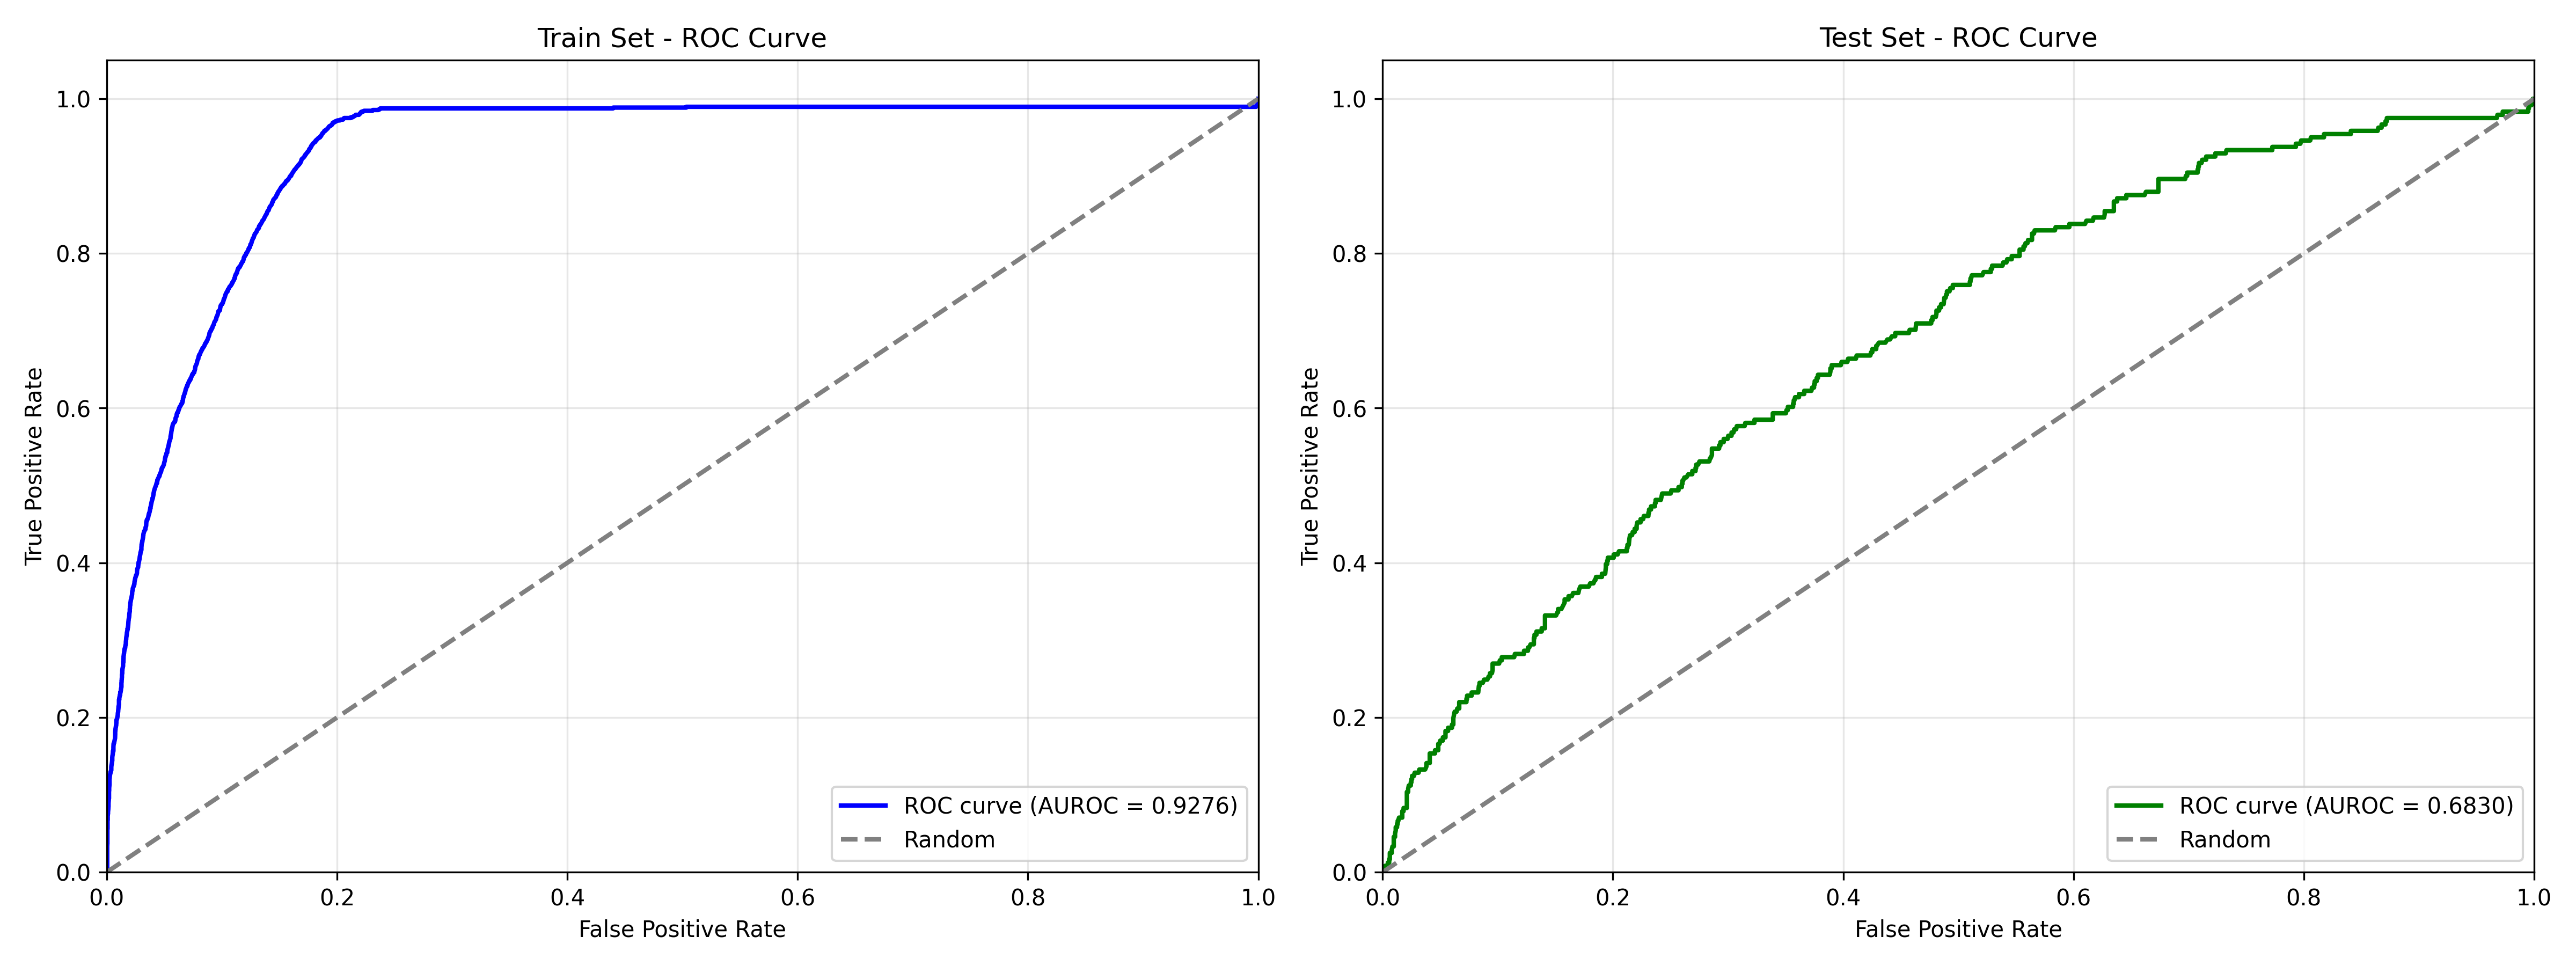 Train Set - ROC Curve
True Positive Rate
1.0
0.8
0.6
0.4
0.2
0.0
ROC curve (AUROC = 0.9276)
Random
0.0 0.2 0.4 0.6 0.8 1.0
False Positive Rate
Test Set - ROC Curve
True Positive Rate
1.0
0.8
0.6
0.4
0.2
0.0
ROC curve (AUROC = 0.6830)
Random
0.0 0.2 0.4 0.6 0.8 1.0
False Positive Rate